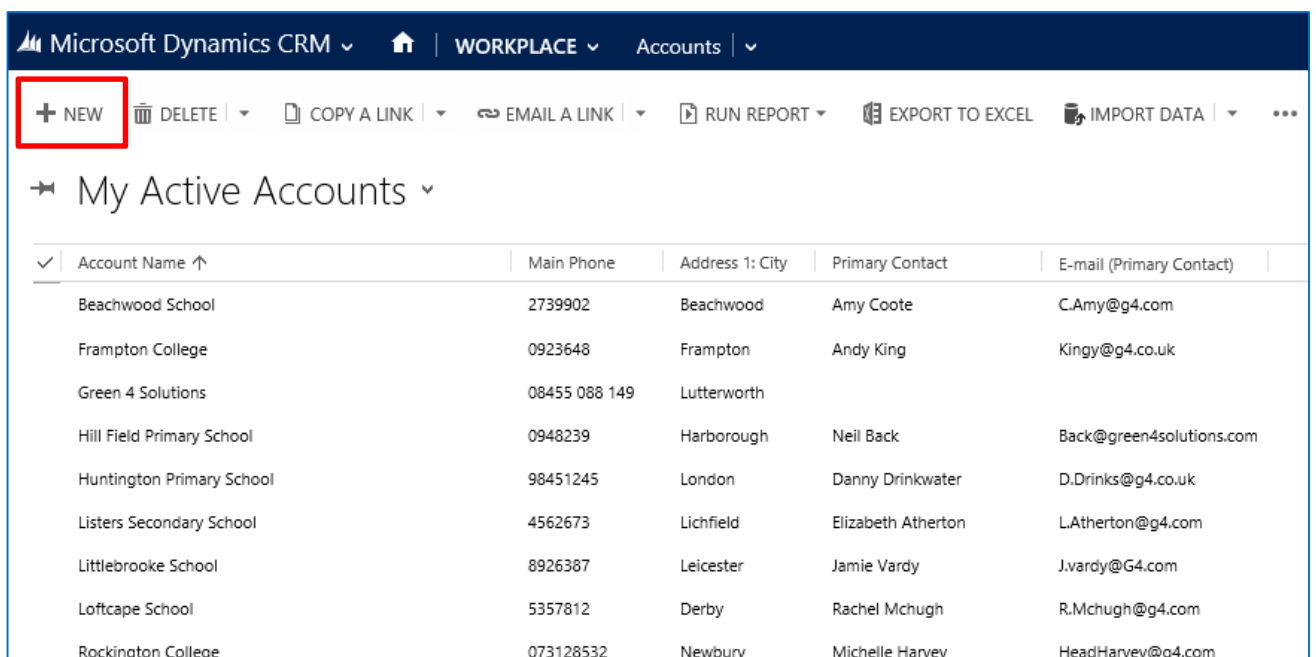 Microsoft Dynamics CRM WORKPLACE Accounts
NEW DELETE COPY A LINK EMAIL A LINK RUN REPORT EXPORT TO EXCEL IMPORT DATA •••
My Active Accounts
Account Name ↑ Main Phone Address 1: City Primary Contact E-mail (Primary Contact)
Beachwood School 2739902 Beachwood Amy Coote C.Amy@g4.com
Frampton College 0923648 Frampton Andy King Kingy@g4.co.uk
Green 4 Solutions 08455 088 149 Lutterworth
Hill Field Primary School 0948239 Harborough Neil Back Back@green4solutions.com
Huntington Primary School 98451245 London Danny Drinkwater D.Drinks@g4.co.uk
Listers Secondary School 4562673 Lichfield Elizabeth Atherton L.Atherton@g4.com
Littlebrooke School 8926387 Leicester Jamie Vardy J.vardy@G4.com
Loftcape School 5357812 Derby Rachel Mchugh R.Mchugh@g4.com
Rockington College 073128532 Newbury Michelle Harvey HeadHarvey@g4.com